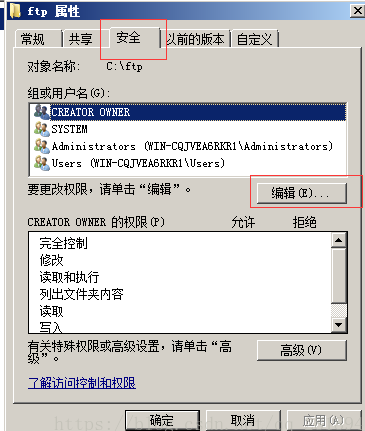 ftp 属性
常规 共享 安全 以前的版本 自定义
对象名称: C:\ftp
组或用户名(G):
CREATOR OWNER
SYSTEM
Administrators (WIN-CQJVEA6RKR1\Administrators)
Users (WIN-CQJVEA6RKR1\Users)
要更改权限，请单击“编辑”。
编辑(E)...
CREATOR OWNER 的权限(P) 允许 拒绝
完全控制
修改
读取和执行
列出文件夹内容
读取
写入
有关特殊权限或高级设置，请单击“高
级”。
高级(V)
了解访问控制和权限
确定 取消 应用(A)